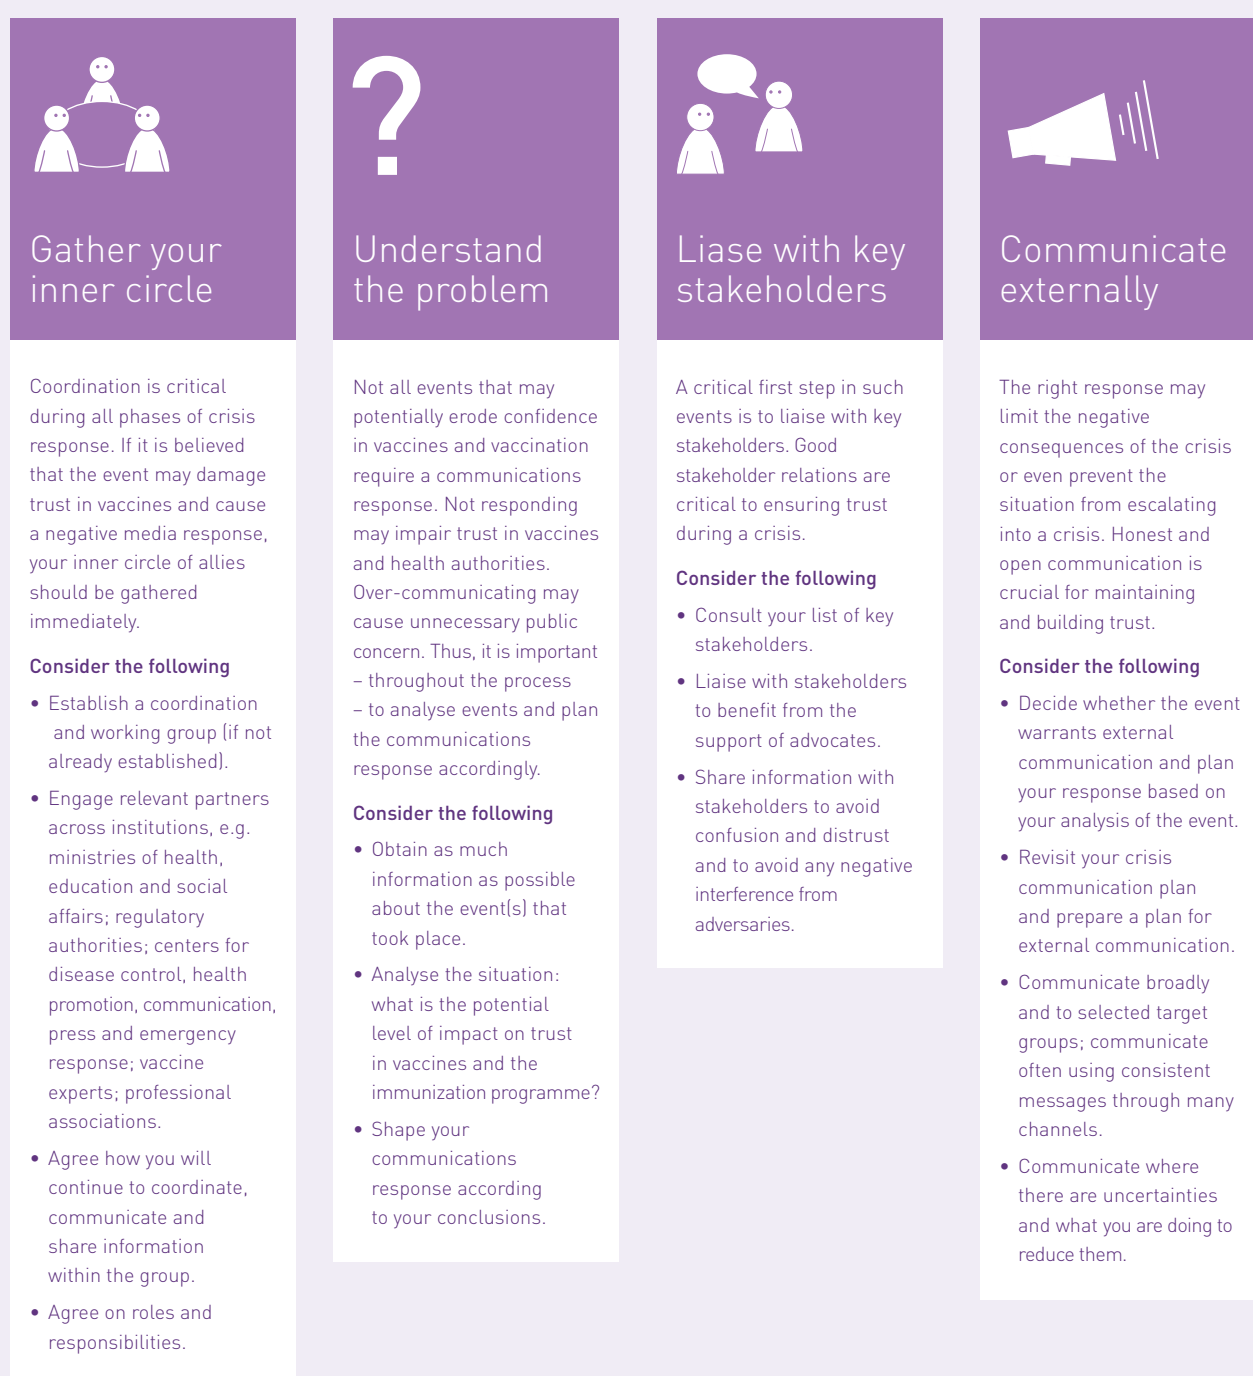 Gather your
inner circle
Coordination is critical
during all phases of crisis
response. If it is believed
that the event may damage
trust in vaccines and cause
a negative media response,
your inner circle of allies
should be gathered
immediately.
Consider the following
• Establish a coordination
and working group (if not
already established).
• Engage relevant partners
across institutions, e.g.
ministries of health,
education and social
affairs; regulatory
authorities; centers for
disease control, health
promotion, communication,
press and emergency
response; vaccine
experts; professional
associations.
• Agree how you will
continue to coordinate,
communicate and
share information
within the group.
• Agree on roles and
responsibilities.
?
Understand
the problem
Not all events that may
potentially erode confidence
in vaccines and vaccination
require a communications
response. Not responding
may impair trust in vaccines
and health authorities.
Over-communicating may
cause unnecessary public
concern. Thus, it is important
– throughout the process
– to analyse events and plan
the communications
response accordingly.
Consider the following
• Obtain as much
information as possible
about the event(s) that
took place.
• Analyse the situation:
what is the potential
level of impact on trust
in vaccines and the
immunization programme?
• Shape your
communications
response according
to your conclusions.
Liase with key
stakeholders
A critical first step in such
events is to liaise with key
stakeholders. Good
stakeholder relations are
critical to ensuring trust
during a crisis.
Consider the following
• Consult your list of key
stakeholders.
• Liaise with stakeholders
to benefit from the
support of advocates.
• Share information with
stakeholders to avoid
confusion and distrust
and to avoid any negative
interference from
adversaries.
Communicate
externally
The right response may
limit the negative
consequences of the crisis
or even prevent the
situation from escalating
into a crisis. Honest and
open communication is
crucial for maintaining
and building trust.
Consider the following
• Decide whether the event
warrants external
communication and plan
your response based on
your analysis of the event.
• Revisit your crisis
communication plan
and prepare a plan for
external communication.
• Communicate broadly
and to selected target
groups; communicate
often using consistent
messages through many
channels.
• Communicate where
there are uncertainties
and what you are doing to
reduce them.